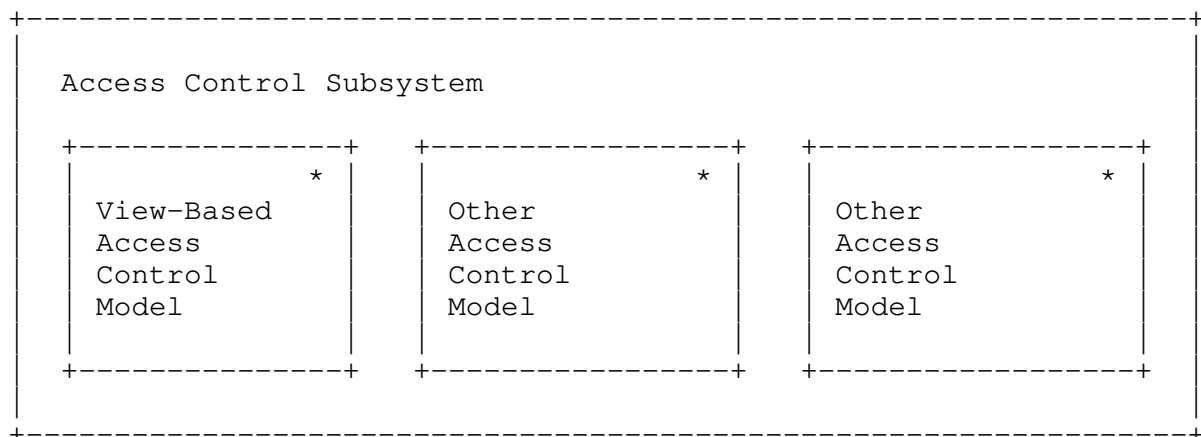 Access Control Subsystem
* * *
View-Based Other Other
Access Access Access
Control Control Control
Model Model Model